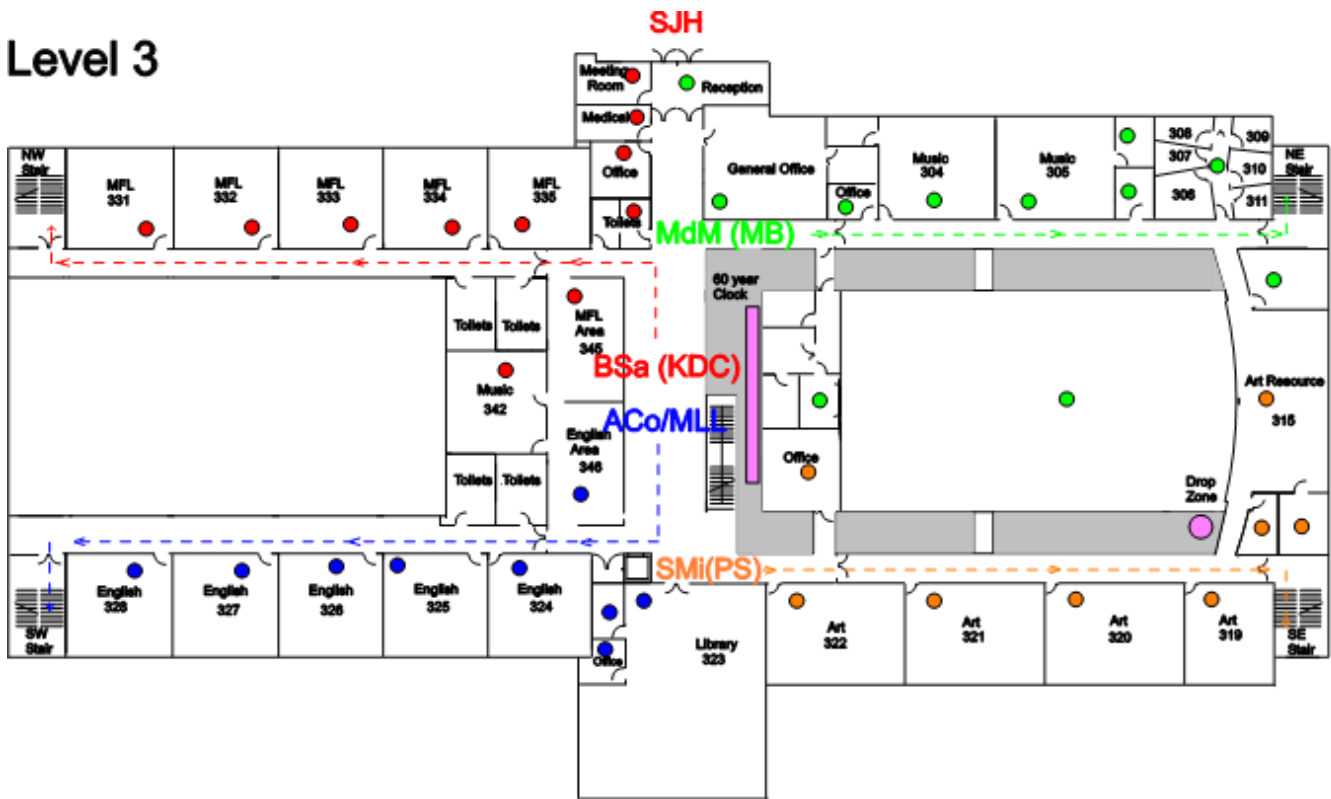 SJH
Level 3
Meeting
Room
Reception
Medical
NW
Stair
MFL
331
MFL
332
MFL
333
MFL
334
MFL
335
Office
Toilets
General Office
Office
Music
304
Music
305
308
307
306
309
310
311
NE
Stair
MdM (MB)
60 year
Clock
Toilets
Toilets
MFL
Area
345
BSa (KDC)
Music
342
ACo/MLL
English
Area
346
Toilets
Toilets
Office
Art Resource
315
Drop
Zone
SMi(PS)
English
328
English
327
English
326
English
325
English
324
SW
Stair
Office
Library
323
Art
322
Art
321
Art
320
Art
319
SE
Stair